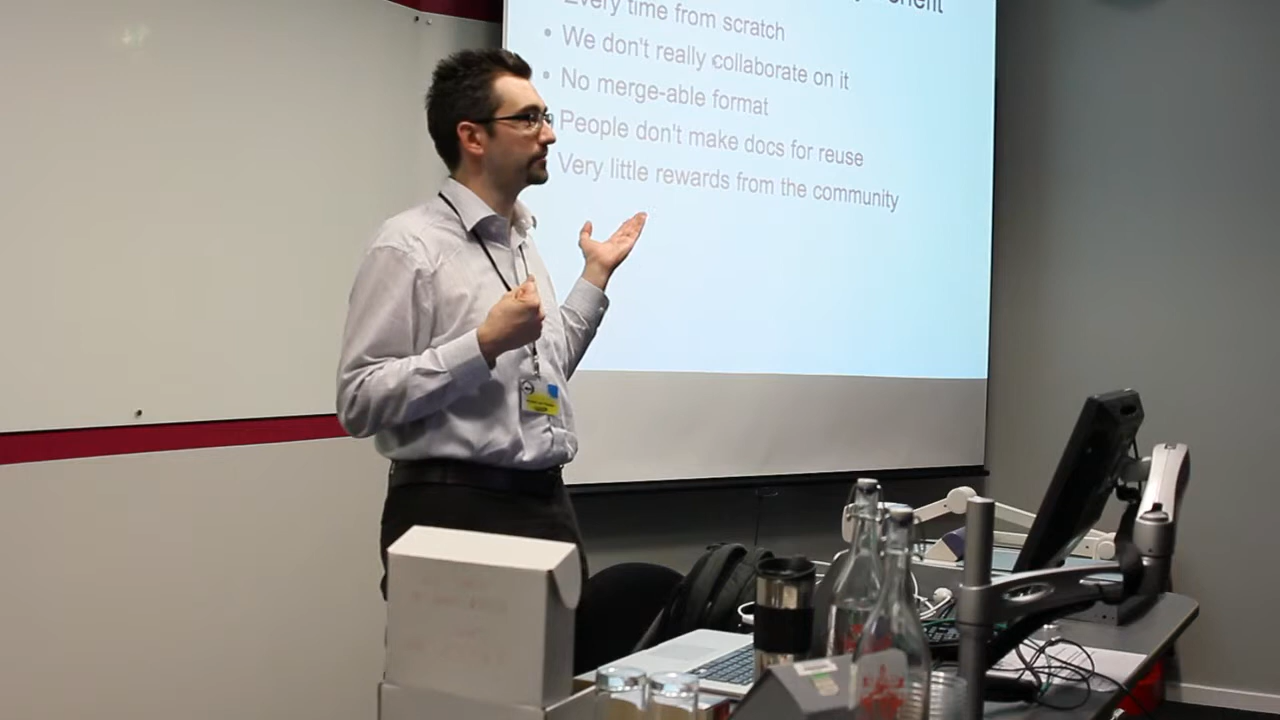 Every time from scratch
• We don't really collaborate on it
• No merge-able format
People don't make docs for reuse
Very little rewards from the community